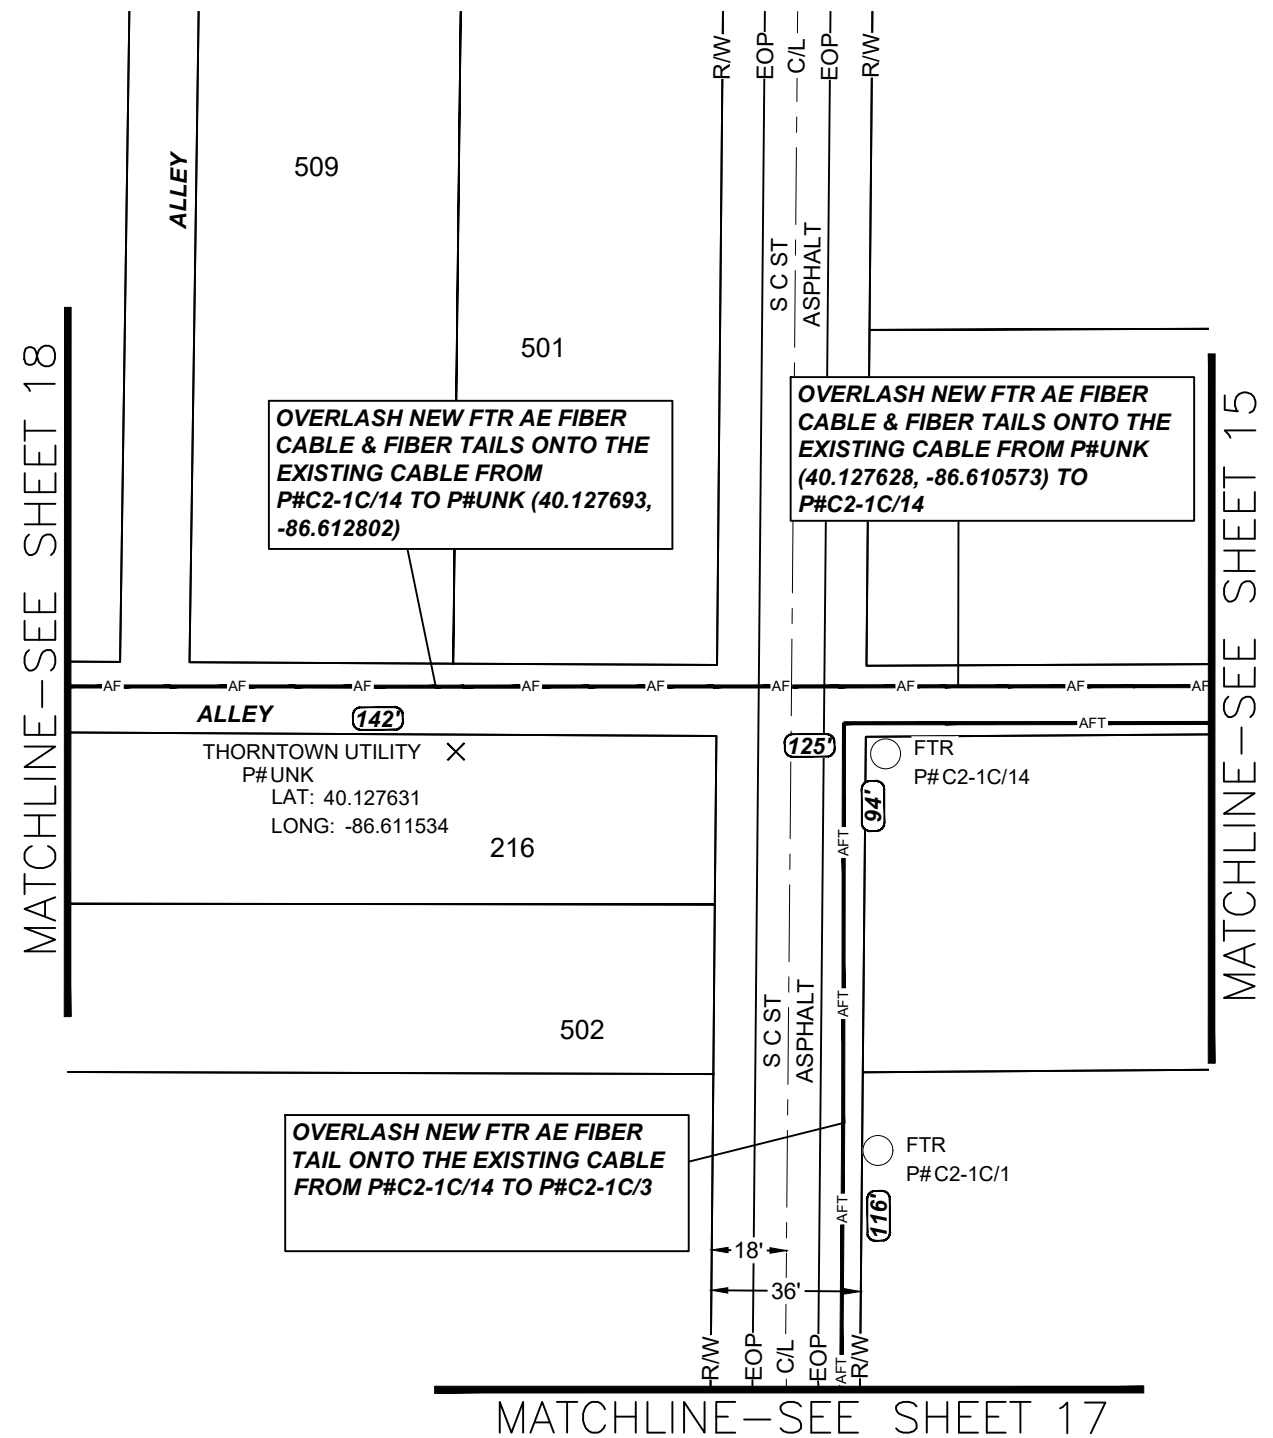 R/W
EOP
C/L
EOP
R/W
ALLEY
509
S C ST
ASPHALT
501
MATCHLINE-SEE SHEET 18
MATCHLINE-SEE SHEET 15
OVERLASH NEW FTR AE FIBER
CABLE & FIBER TAILS ONTO THE
EXISTING CABLE FROM
P#C2-1C/14 TO P#UNK (40.127693,
-86.612802)
OVERLASH NEW FTR AE FIBER
CABLE & FIBER TAILS ONTO THE
EXISTING CABLE FROM P#UNK
(40.127628, -86.610573) TO
P#C2-1C/14
AF
AF
AF
AF
AF
AF
AF
AF
AF
ALLEY
142'
AFT
125'
THORNTOWN UTILITY
P#UNK
LAT: 40.127631
LONG: -86.611534
FTR
P#C2-1C/14
94'
AFT
216
AFT
S C ST
ASPHALT
502
OVERLASH NEW FTR AE FIBER
TAIL ONTO THE EXISTING CABLE
FROM P#C2-1C/14 TO P#C2-1C/3
FTR
P#C2-1C/1
116'
AFT
18'
36'
R/W
EOP
C/L
EOP
AFT
R/W
MATCHLINE-SEE SHEET 17